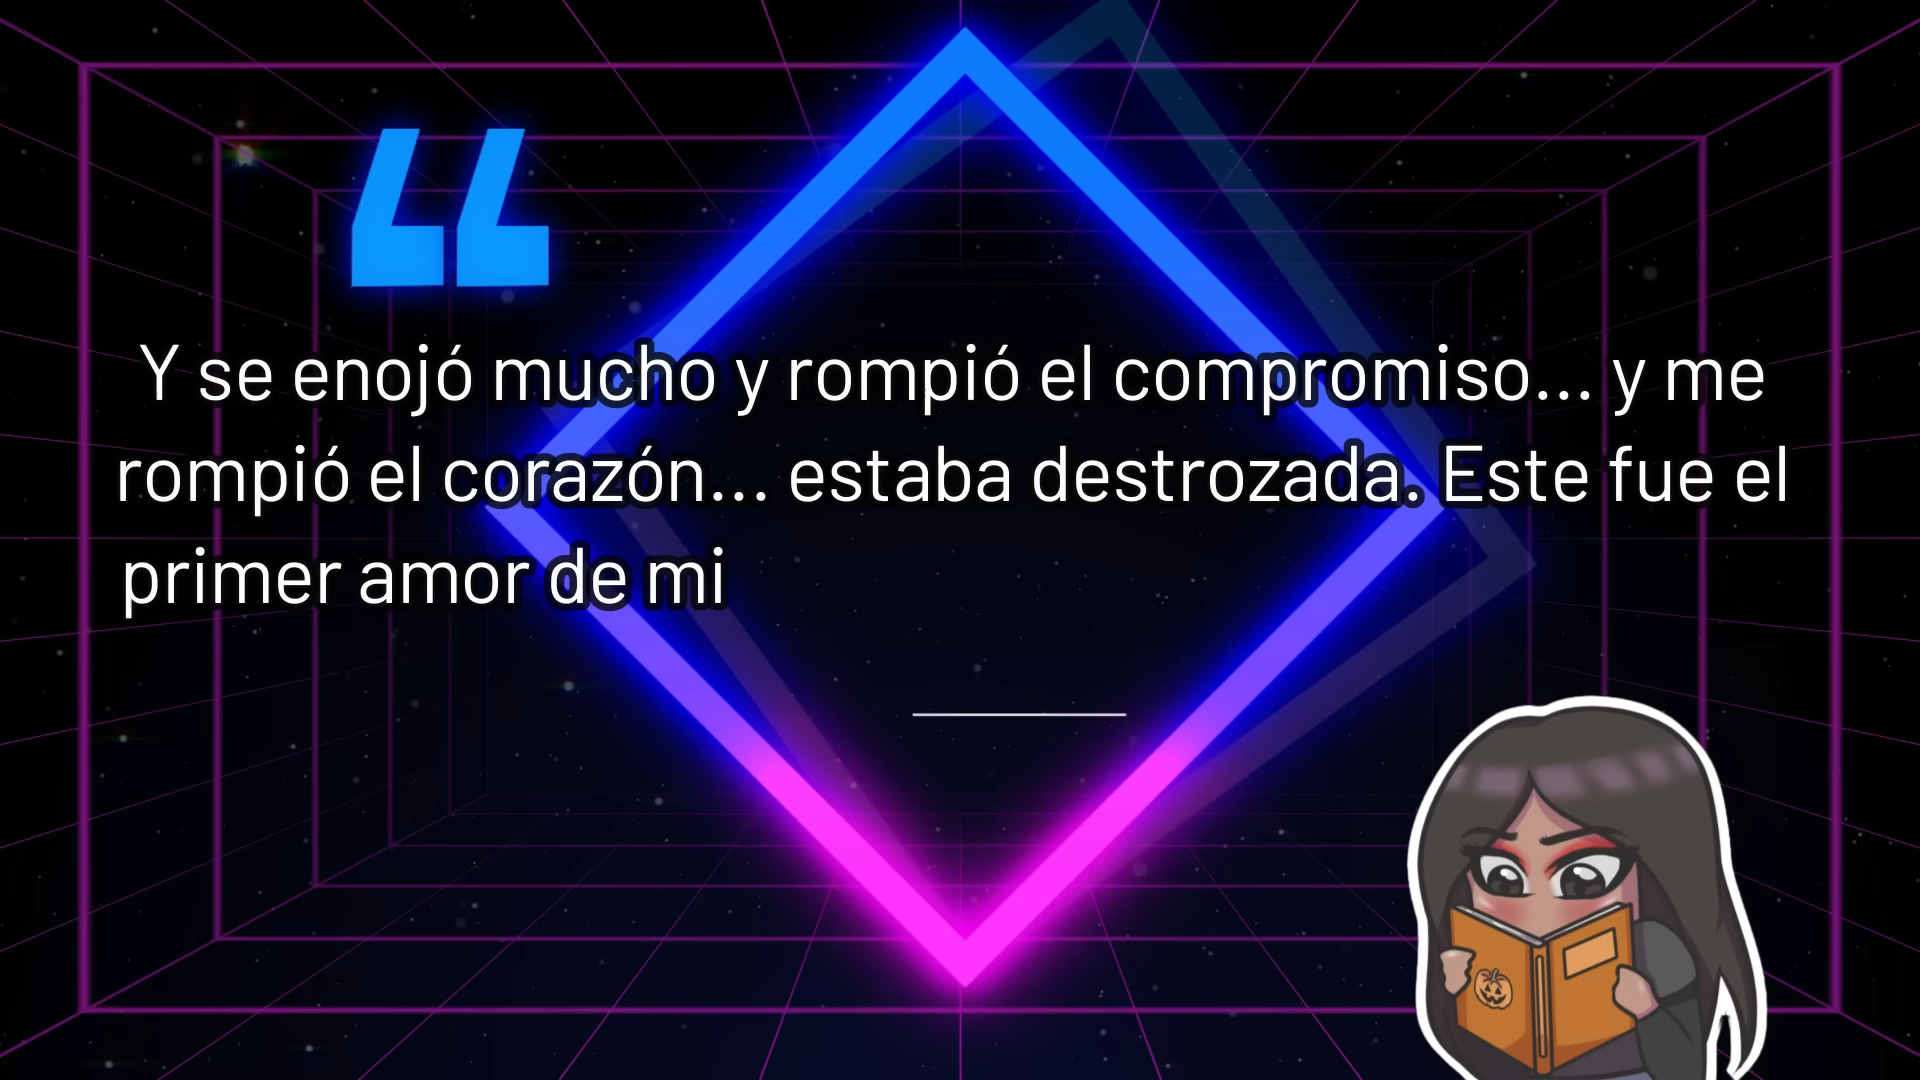 “
Y se enojó mucho y rompió el compromiso... y me
rompió el corazón... estaba destrozada. Este fue el
primer amor de mi